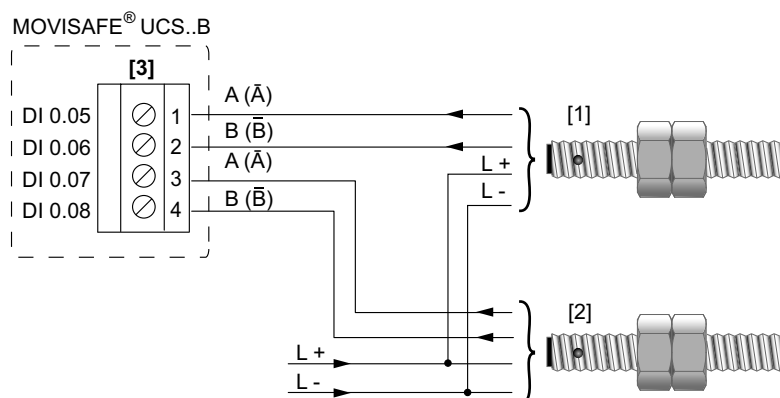 MOVISAFE® UCS..B
[3]
DI 0.05 1 A (Ā)
DI 0.06 2 B (B̄)
DI 0.07 3 A (Ā)
DI 0.08 4 B (B̄)
[1]
L +
L -
[2]
L +
L -